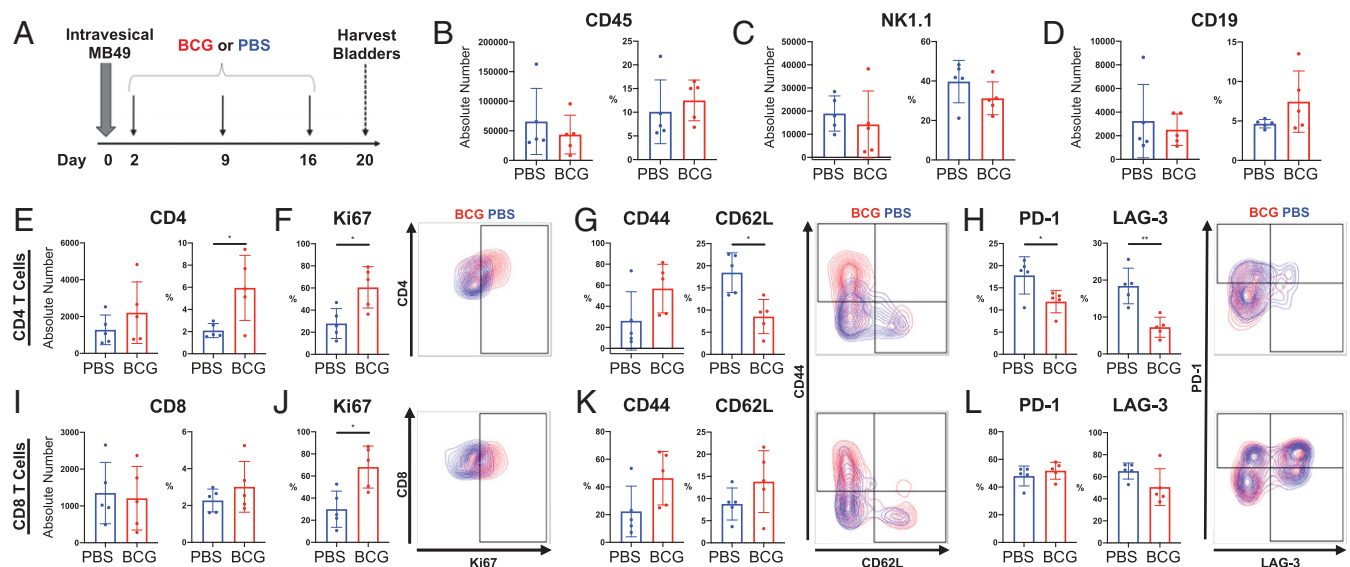 A
Intravesical
MB49
BCG or PBS
Harvest
Bladders
Day 0 2 9 16 20
B
CD45
Absolute Number
200000
150000
100000
50000
0
PBS BCG
%
25
20
15
10
5
0
PBS BCG
C
NK1.1
Absolute Number
50000
40000
30000
20000
10000
0
PBS BCG
%
60
40
20
0
PBS BCG
D
CD19
Absolute Number
10000
8000
6000
4000
2000
0
PBS BCG
%
15
10
5
0
PBS BCG
CD4 T Cells
E
CD4
Absolute Number
6000
4000
2000
0
PBS BCG
%
10
8
6
4
2
0
*
PBS BCG
F
Ki67
%
100
80
60
40
20
0
*
PBS BCG
BCG PBS
CD4
G
CD44
%
100
80
60
40
20
0
PBS BCG
CD62L
%
25
20
15
10
5
0
*
PBS BCG
BCG PBS
CD44
H
PD-1
%
25
20
15
10
5
0
*
PBS BCG
LAG-3
%
30
20
10
0
**
PBS BCG
BCG PBS
PD-1
CD8 T Cells
I
CD8
Absolute Number
3000
2000
1000
0
PBS BCG
%
6
4
2
0
PBS BCG
J
Ki67
%
100
80
60
40
20
0
*
PBS BCG
CD8
Ki67
K
CD44
%
80
60
40
20
0
PBS BCG
CD62L
%
25
20
15
10
5
0
PBS BCG
CD62L
L
PD-1
%
80
60
40
20
0
PBS BCG
LAG-3
%
100
80
60
40
20
0
PBS BCG
LAG-3